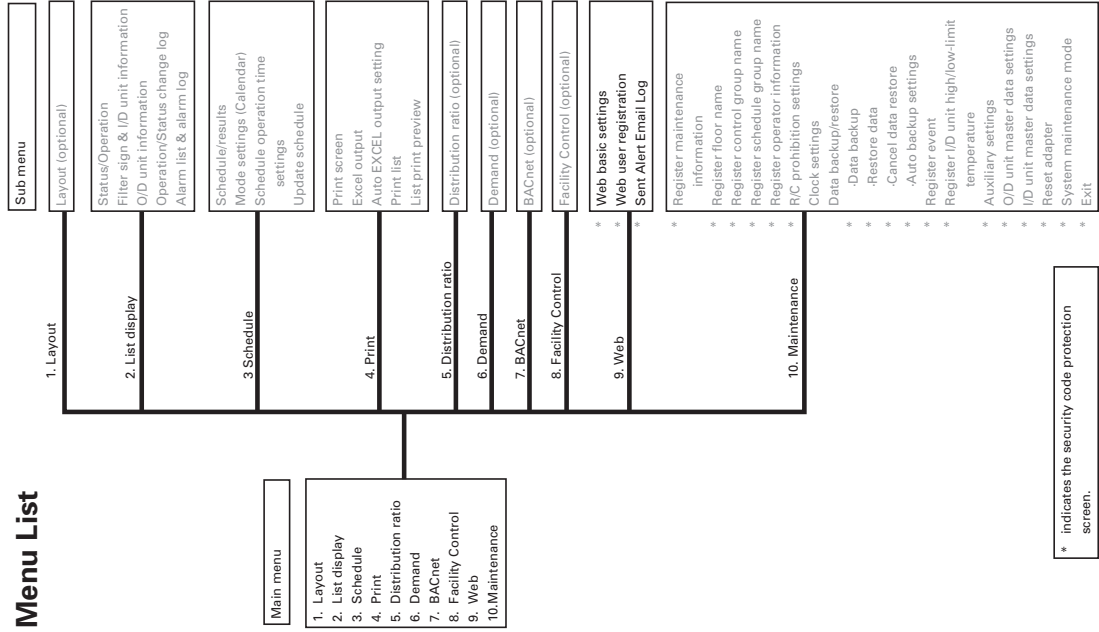 Menu List
Main menu
1. Layout
2. List display
3. Schedule
4. Print
5. Distribution ratio
6. Demand
7. BACnet
8. Facility Control
9. Web
10.Maintenance
Sub menu
1. Layout
Layout (optional)
2. List display
Status/Operation
Filter sign & I/D unit information
O/D unit information
Operation/Status change log
Alarm list & alarm log
3 Schedule
Schedule/results
Mode settings (Calendar)
Schedule operation time
settings
Update schedule
4. Print
Print screen
Excel output
Auto EXCEL output setting
Print list
List print preview
5. Distribution ratio
Distribution ratio (optional)
6. Demand
Demand (optional)
7. BACnet
BACnet (optional)
8. Facility Control
Facility Control (optional)
9. Web
* Web basic settings
* Web user registration
* Sent Alert Email Log
10. Maintenance
* Register maintenance
information
* Register floor name
* Register control group name
* Register schedule group name
* Register operator information
* R/C prohibition settings
Clock settings
Data backup/restore
* -Data backup
* -Restore data
* -Cancel data restore
* -Auto backup settings
* Register event
* Register I/D unit high/low-limit
temperature
* Auxiliary settings
* O/D unit master data settings
* I/D unit master data settings
* Reset adapter
* System maintenance mode
* Exit
* indicates the security code protection
screen.